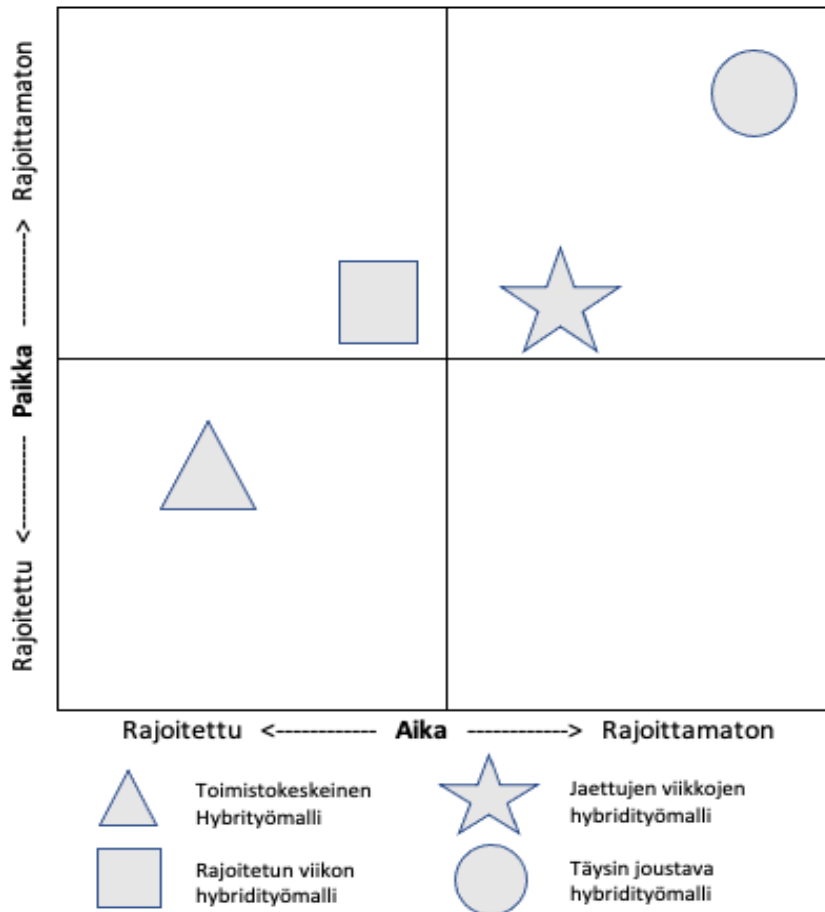 Rajoitettu <------------- Paikka -------------> Rajoittamaton
Rajoitettu <------------- Aika -------------> Rajoittamaton
Toimistokeskeinen
Hybrityömalli
Jaettujen viikkojen
hybridityömalli
Rajoitetun viikon
hybridityömalli
Täysin joustava
hybridityömalli